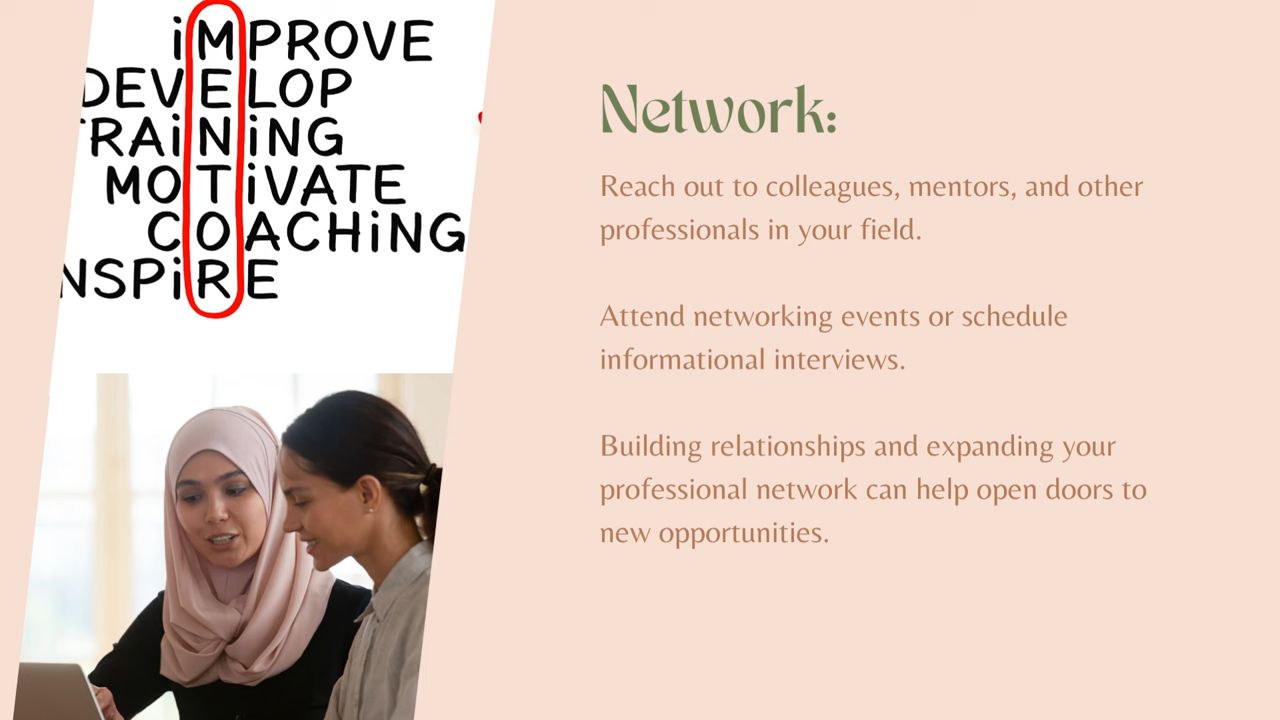 iMPROVE
DEVELOP
TRAiNiNG
MOTiVATE
COACHiNG
NSPiRE
Network:
Reach out to colleagues, mentors, and other
professionals in your field.
Attend networking events or schedule
informational interviews.
Building relationships and expanding your
professional network can help open doors to
new opportunities.